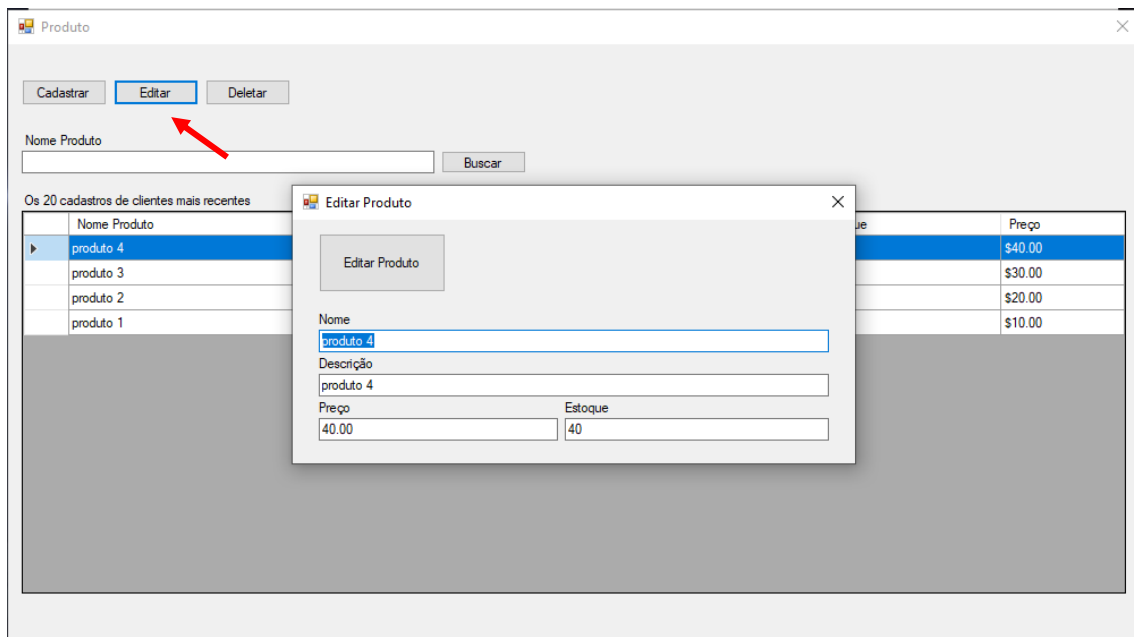 Produto
Cadastrar Editar Deletar
Nome Produto
Buscar
Os 20 cadastros de clientes mais recentes
Nome Produto Preço
produto 4 $40.00
produto 3 $30.00
produto 2 $20.00
produto 1 $10.00
Editar Produto
Editar Produto
Nome
produto 4
Descrição
produto 4
Preço Estoque
40.00 40